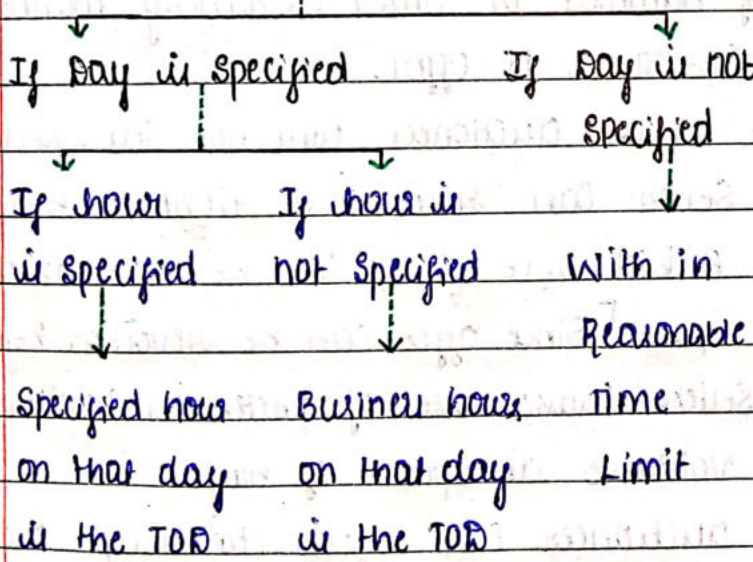 If Day is specified
If Day is not
specified
If hour
is specified
If hour is
not specified
With in
Reasonable
Time
Limit
Specified hour
on that day
is the TOD
Business hours
on that day
is the TOD